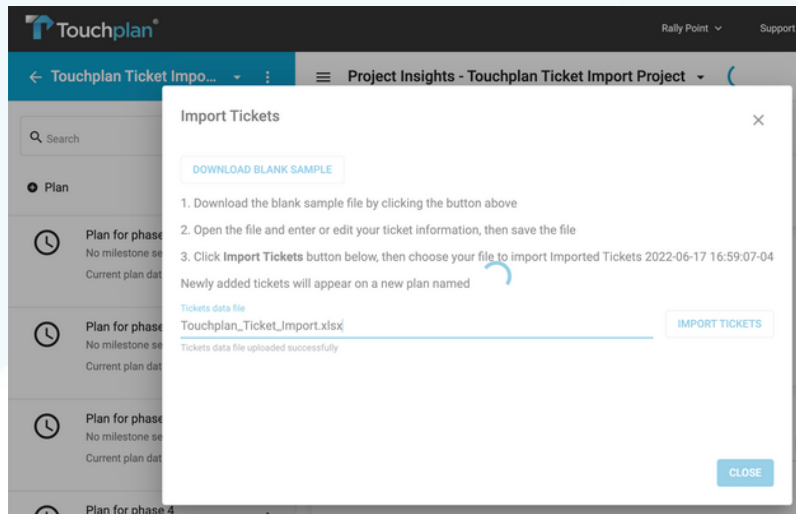 Touchplan®
Rally Point
Support
Touchplan Ticket Impo...
Project Insights - Touchplan Ticket Import Project
Search
Plan
Plan for phase
No milestone se
Current plan dat
Plan for phase
No milestone se
Current plan dat
Plan for phase
No milestone se
Current plan dat
Plan for phase 4
Import Tickets
DOWNLOAD BLANK SAMPLE
1. Download the blank sample file by clicking the button above
2. Open the file and enter or edit your ticket information, then save the file
3. Click Import Tickets button below, then choose your file to import Imported Tickets 2022-06-17 16:59:07-04
Newly added tickets will appear on a new plan named
Tickets data file
Touchplan_Ticket_Import.xlsx
IMPORT TICKETS
Tickets data file uploaded successfully
CLOSE